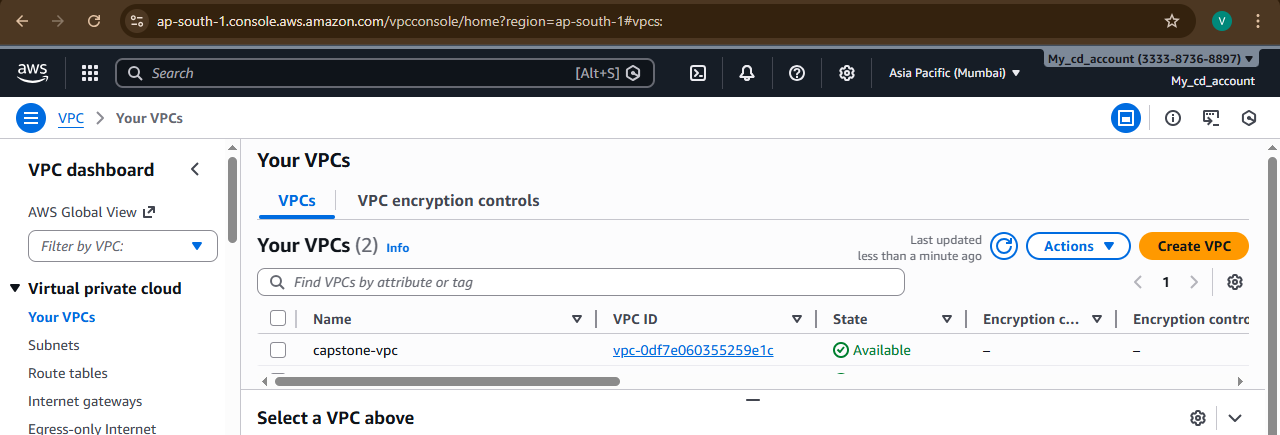 ap-south-1.console.aws.amazon.com/vpcconsole/home?region=ap-south-1#vpcs:
V
aws
Search
[Alt+S]
Asia Pacific (Mumbai)
My_cd_account (3333-8736-8897)
My_cd_account
VPC
Your VPCs
VPC dashboard
AWS Global View
Filter by VPC:
Virtual private cloud
Your VPCs
Subnets
Route tables
Internet gateways
Egress-only Internet
Your VPCs
VPCs
VPC encryption controls
Your VPCs (2) Info
Last updated
less than a minute ago
Actions
Create VPC
Find VPCs by attribute or tag
1
Name
VPC ID
State
Encryption c...
Encryption contro
capstone-vpc
vpc-0df7e060355259e1c
Available
–
–
Select a VPC above